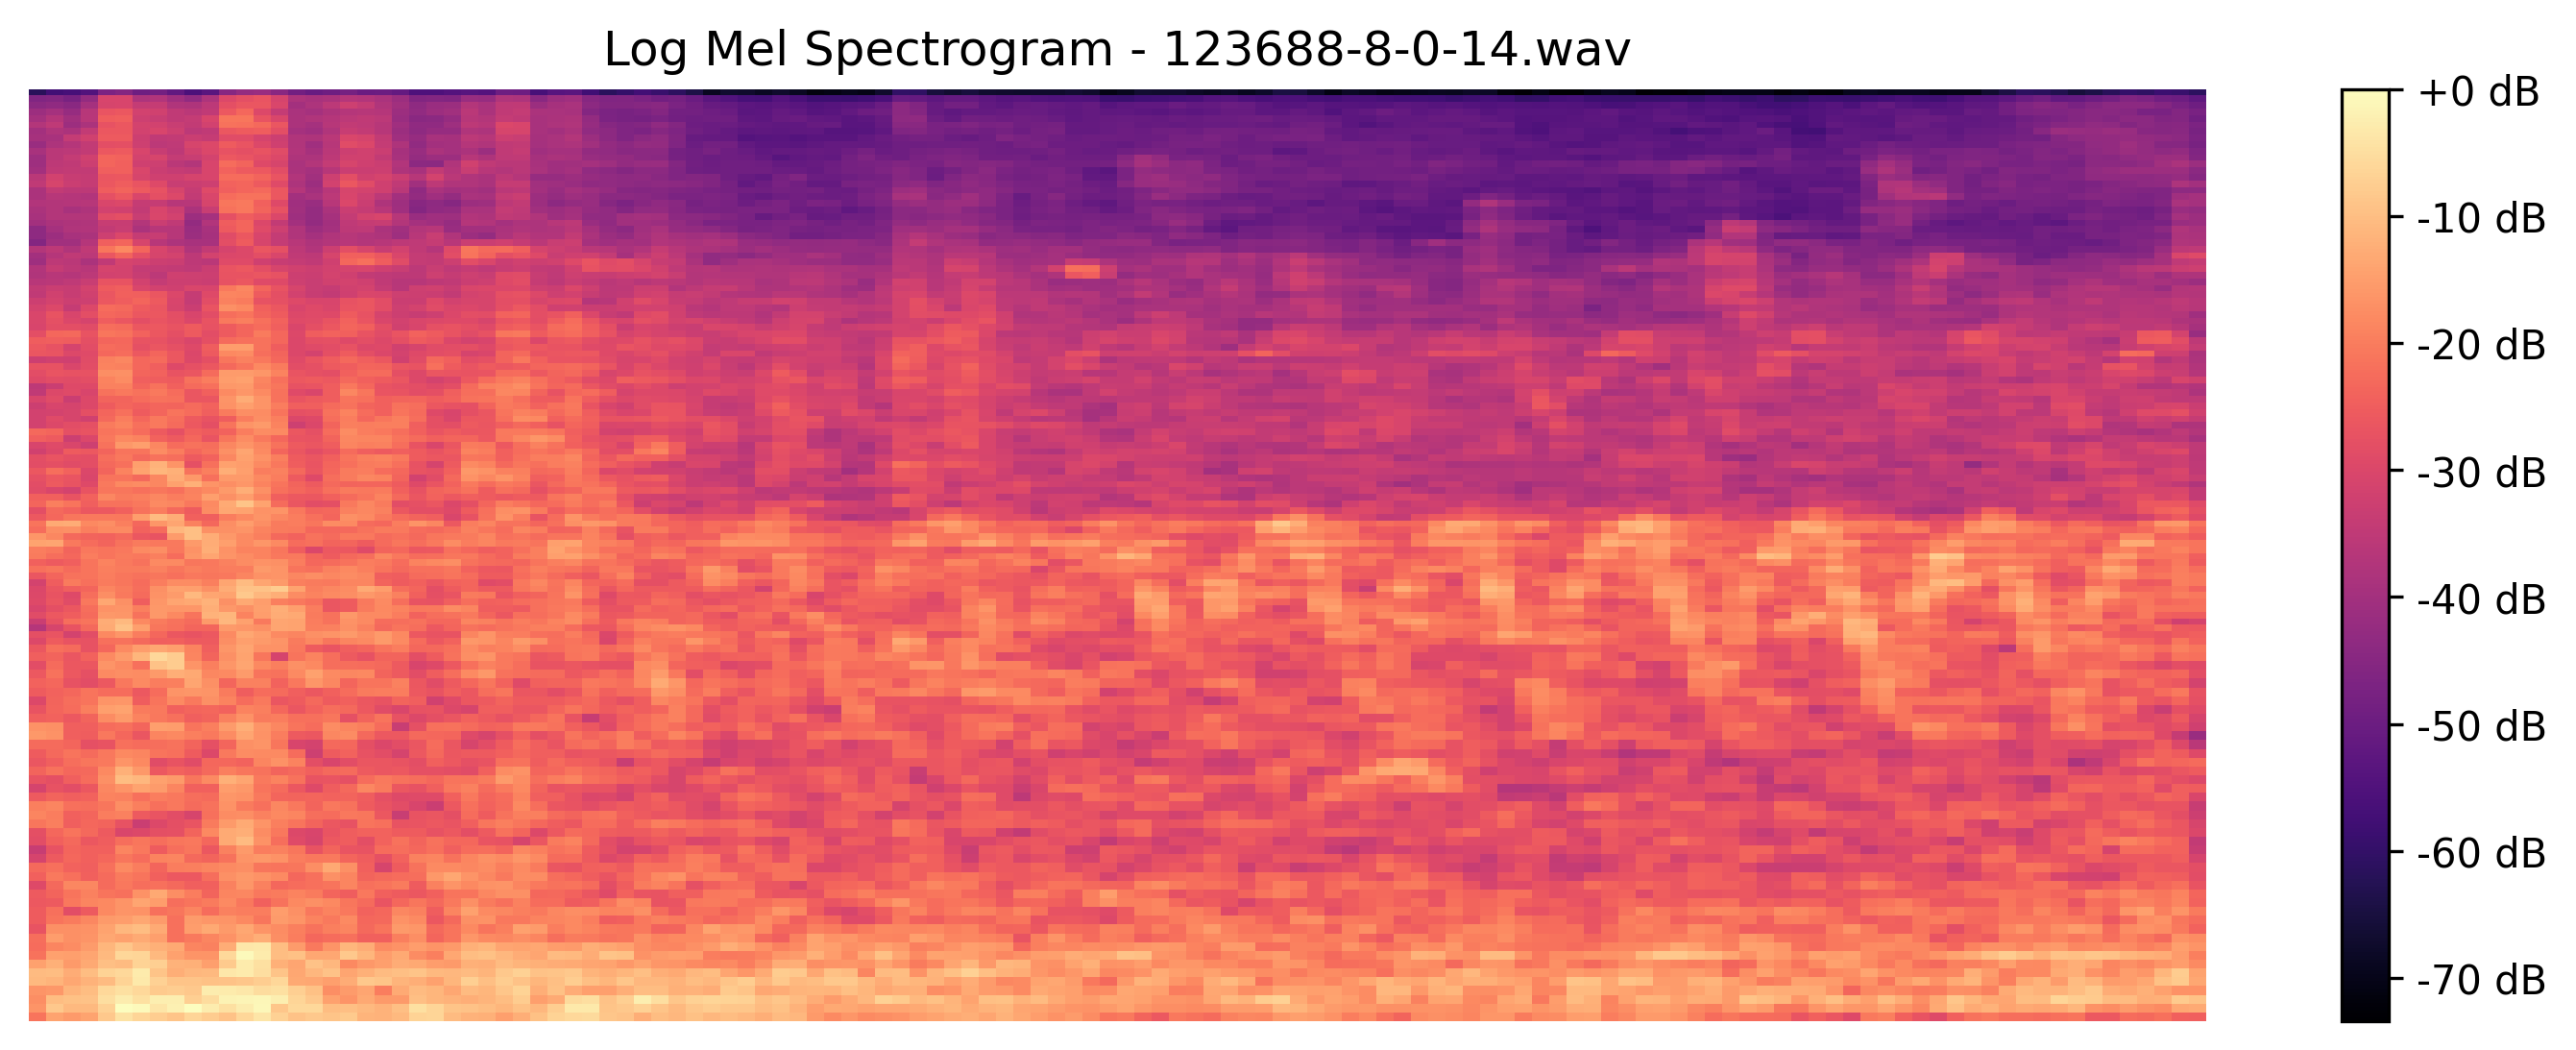 Log Mel Spectrogram - 123688-8-0-14.wav
+0 dB
-10 dB
-20 dB
-30 dB
-40 dB
-50 dB
-60 dB
-70 dB